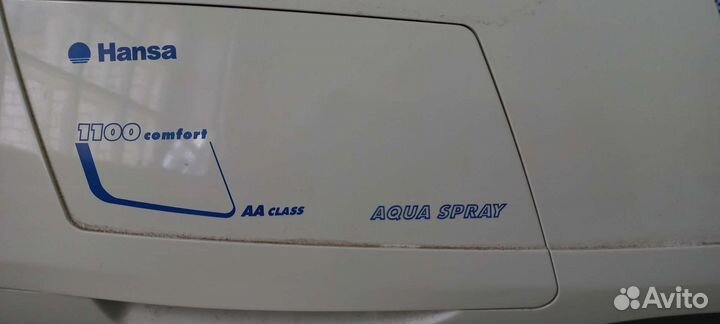 Hansa
1100 comfort
AA CLASS
AQUA SPRAY
Avito